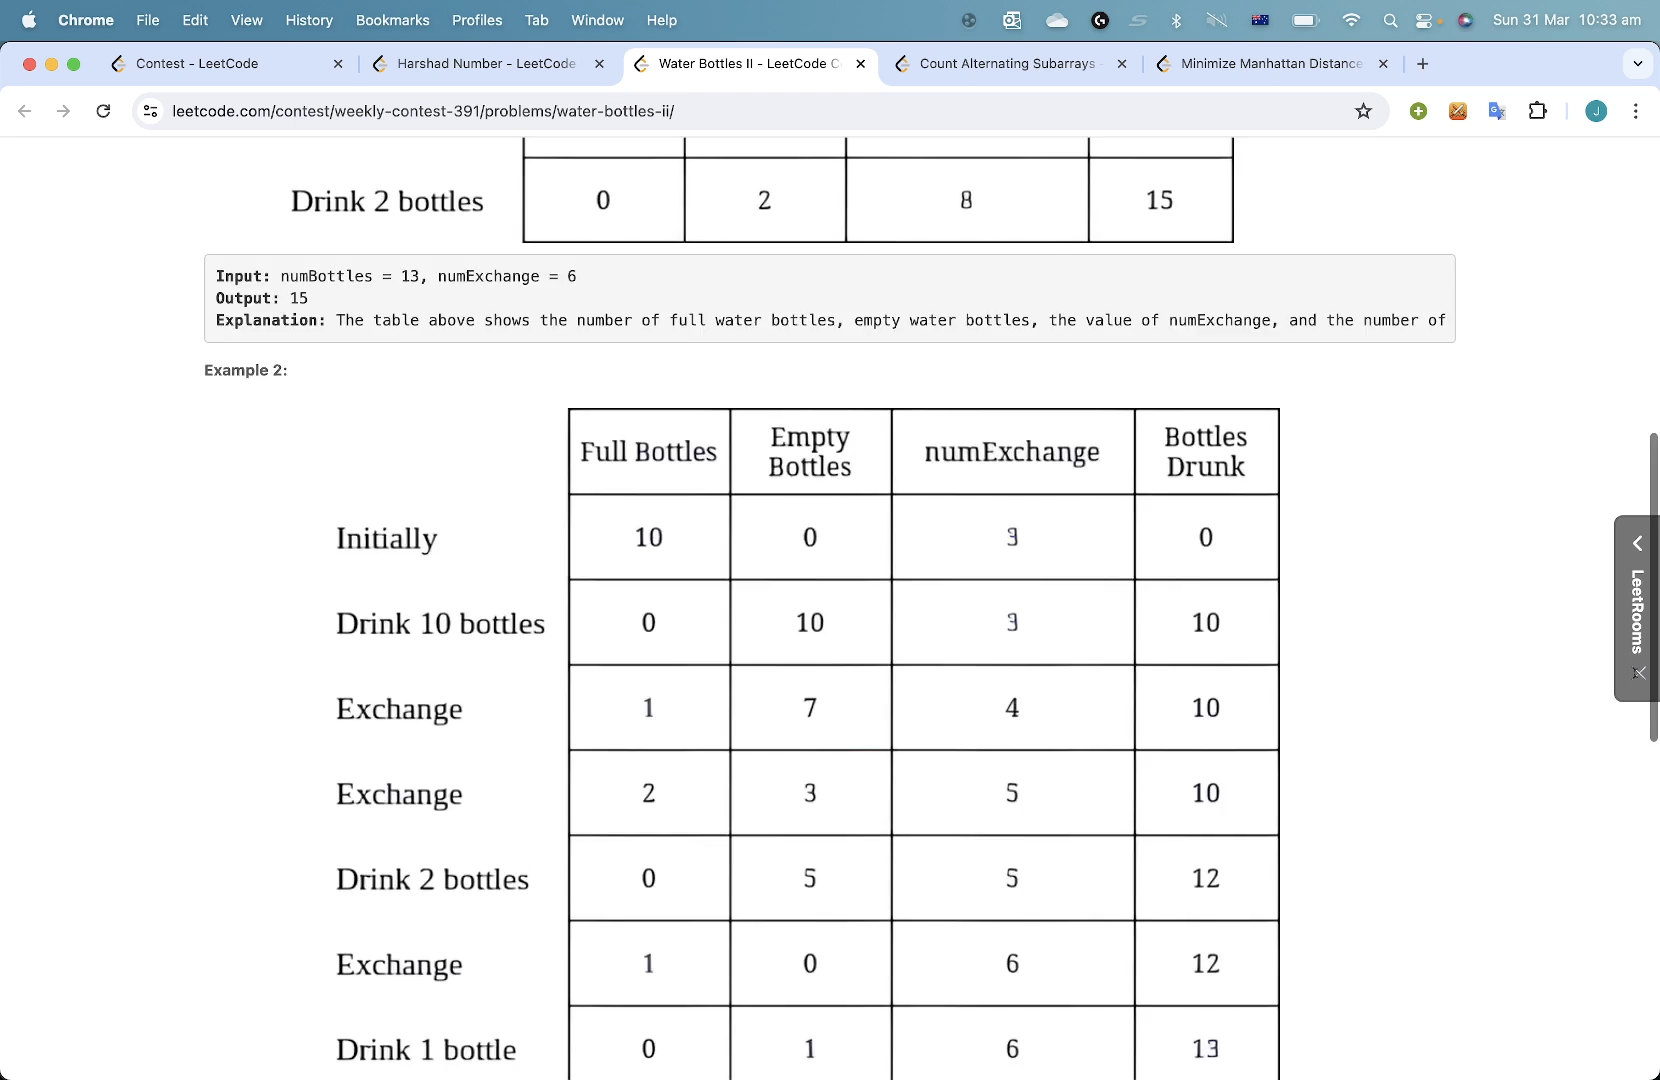 Chrome File Edit View History Bookmarks Profiles Tab Window Help Sun 31 Mar 10:33 am
Contest - LeetCode Harshad Number - LeetCode Water Bottles II - LeetCode C Count Alternating Subarrays - Minimize Manhattan Distance
leetcode.com/contest/weekly-contest-391/problems/water-bottles-ii/ J
Drink 2 bottles 0 2 8 15
Input: numBottles = 13, numExchange = 6
Output: 15
Explanation: The table above shows the number of full water bottles, empty water bottles, the value of numExchange, and the number of
Example 2:
Full Bottles Empty Bottles numExchange Bottles Drunk
Initially 10 0 3 0
Drink 10 bottles 0 10 3 10
Exchange 1 7 4 10
Exchange 2 3 5 10
Drink 2 bottles 0 5 5 12
Exchange 1 0 6 12
Drink 1 bottle 0 1 6 13
LeetRooms